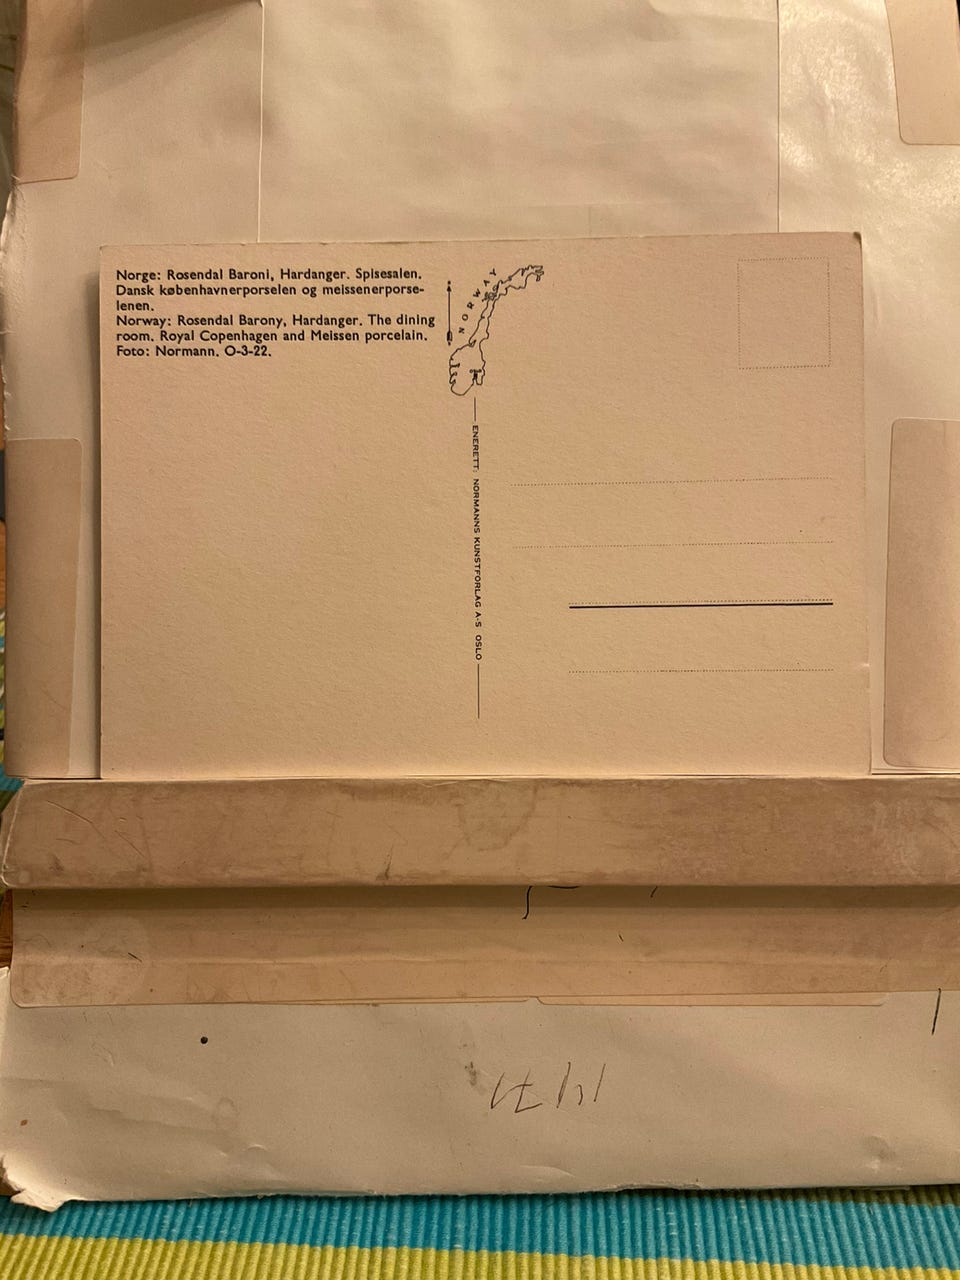 Norge: Rosendal Baroni, Hardanger. Spisesalen.
Dansk københavnerporselen og meissenerporse-
lenen.
Norway: Rosendal Barony, Hardanger. The dining
room. Royal Copenhagen and Meissen porcelain.
Foto: Normann. O-3-22.
NORWAY
ENERETT: NORMANNS KUNSTFORLAG A-S OSLO